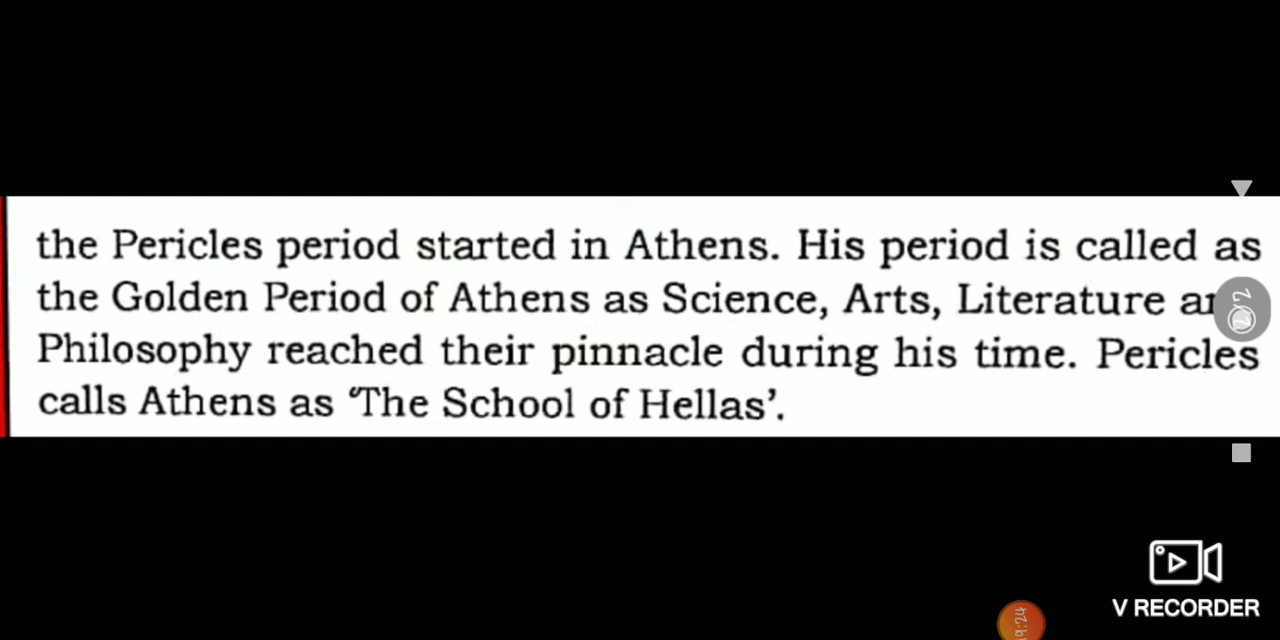 the Pericles period started in Athens. His period is called as
the Golden Period of Athens as Science, Arts, Literature
Philosophy reached their pinnacle during his time. Pericles
calls Athens as ‘The School of Hellas’.
V RECORDER